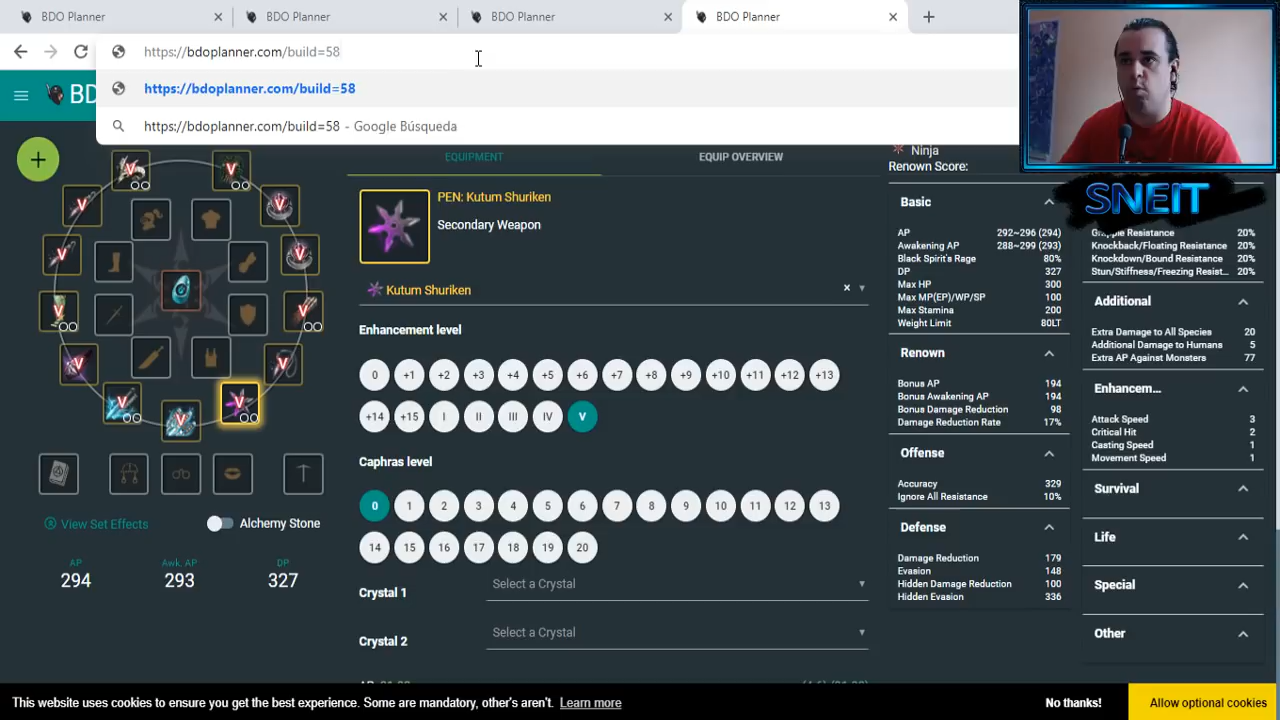 BDO Planner
BDO Planner
BDO Planner
BDO Planner
https://bdoplanner.com/build=58
https://bdoplanner.com/build=58
https://bdoplanner.com/build=58 - Google Búsqueda
BD
SNEIT
EQUIPMENT
EQUIP OVERVIEW
PEN: Kutum Shuriken
Secondary Weapon
Kutum Shuriken
Enhancement level
0 +1 +2 +3 +4 +5 +6 +7 +8 +9 +10 +11 +12 +13
+14 +15 I II III IV V
Caphras level
0 1 2 3 4 5 6 7 8 9 10 11 12 13
14 15 16 17 18 19 20
Crystal 1 Select a Crystal
Crystal 2 Select a Crystal
V
V
V
V
V
V
V
V
V
V
V
V
V
View Set Effects
Alchemy Stone
AP Awk. AP DP
294 293 327
Ninja
Renown Score:
Basic
AP 292~296 (294)
Awakening AP 288~299 (293)
Black Spirit's Rage 80%
DP 327
Max HP 300
Max MP(EP)/WP/SP 100
Max Stamina 200
Weight Limit 80LT
Renown
Bonus AP 194
Bonus Awakening AP 194
Bonus Damage Reduction 98
Damage Reduction Rate 17%
Offense
Accuracy 329
Ignore All Resistance 10%
Defense
Damage Reduction 179
Evasion 148
Hidden Damage Reduction 100
Hidden Evasion 336
Grapple Resistance 20%
Knockback/Floating Resistance 20%
Knockdown/Bound Resistance 20%
Stun/Stiffness/Freezing Resist... 20%
Additional
Extra Damage to All Species 20
Additional Damage to Humans 5
Extra AP Against Monsters 77
Enhancem...
Attack Speed 3
Critical Hit 2
Casting Speed 1
Movement Speed 1
Survival
Life
Special
Other
This website uses cookies to ensure you get the best experience. Some are mandatory, other's aren't. Learn more
No thanks!
Allow optional cookies